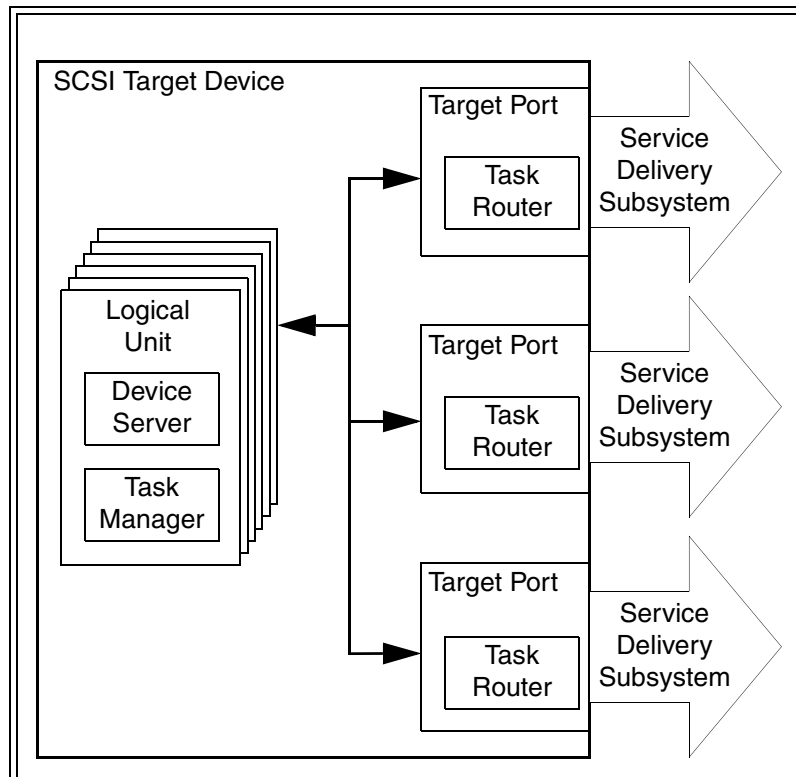 SCSI Target Device
Target Port
Task
Router
Service
Delivery
Subsystem
Logical
Unit
Device
Server
Task
Manager
Target Port
Task
Router
Service
Delivery
Subsystem
Target Port
Task
Router
Service
Delivery
Subsystem